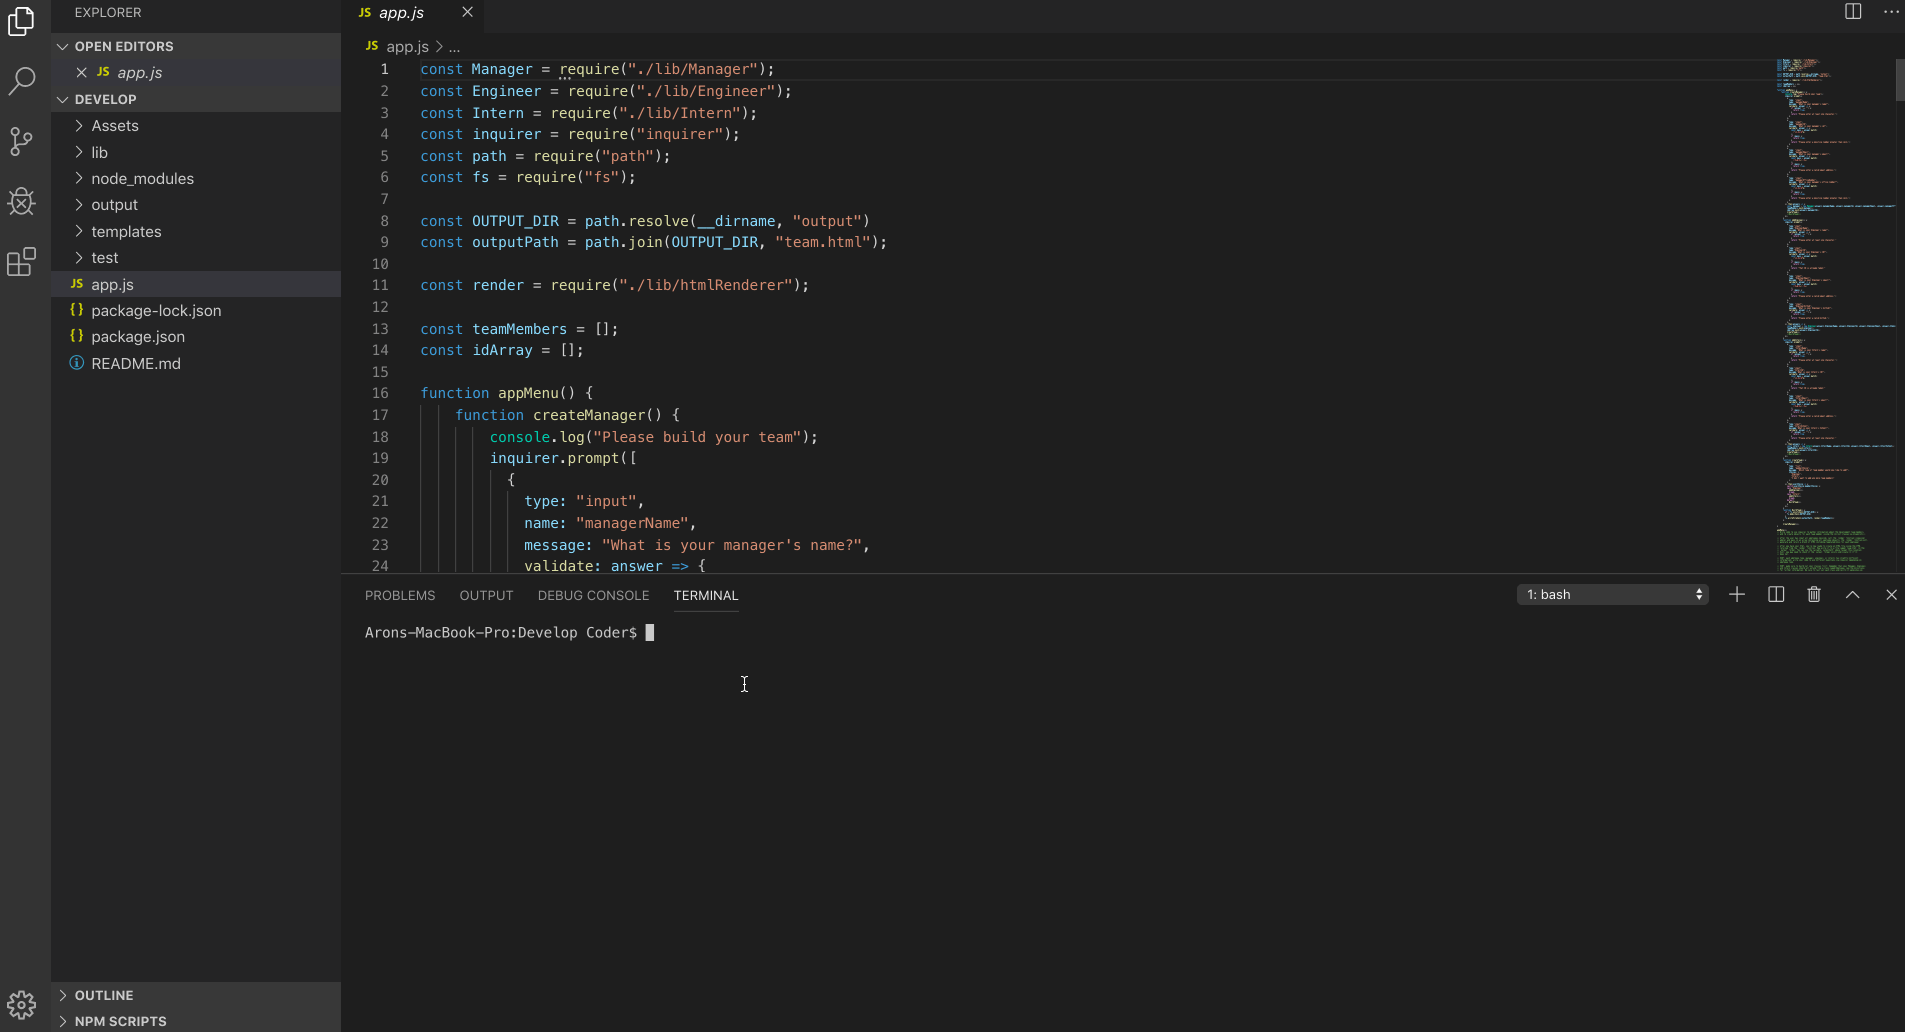 EXPLORER
OPEN EDITORS
JS app.js
DEVELOP
Assets
lib
node_modules
output
templates
test
JS app.js
{} package-lock.json
{} package.json
README.md
OUTLINE
NPM SCRIPTS
JS app.js
JS app.js > ...
1 const Manager = require("./lib/Manager");
2 const Engineer = require("./lib/Engineer");
3 const Intern = require("./lib/Intern");
4 const inquirer = require("inquirer");
5 const path = require("path");
6 const fs = require("fs");
7
8 const OUTPUT_DIR = path.resolve(__dirname, "output")
9 const outputPath = path.join(OUTPUT_DIR, "team.html");
10
11 const render = require("./lib/htmlRenderer");
12
13 const teamMembers = [];
14 const idArray = [];
15
16 function appMenu() {
17 function createManager() {
18 console.log("Please build your team");
19 inquirer.prompt([
20 {
21 type: "input",
22 name: "managerName",
23 message: "What is your manager's name?",
24 validate: answer => {
PROBLEMS OUTPUT DEBUG CONSOLE TERMINAL 1: bash
Arons-MacBook-Pro:Develop Coder$